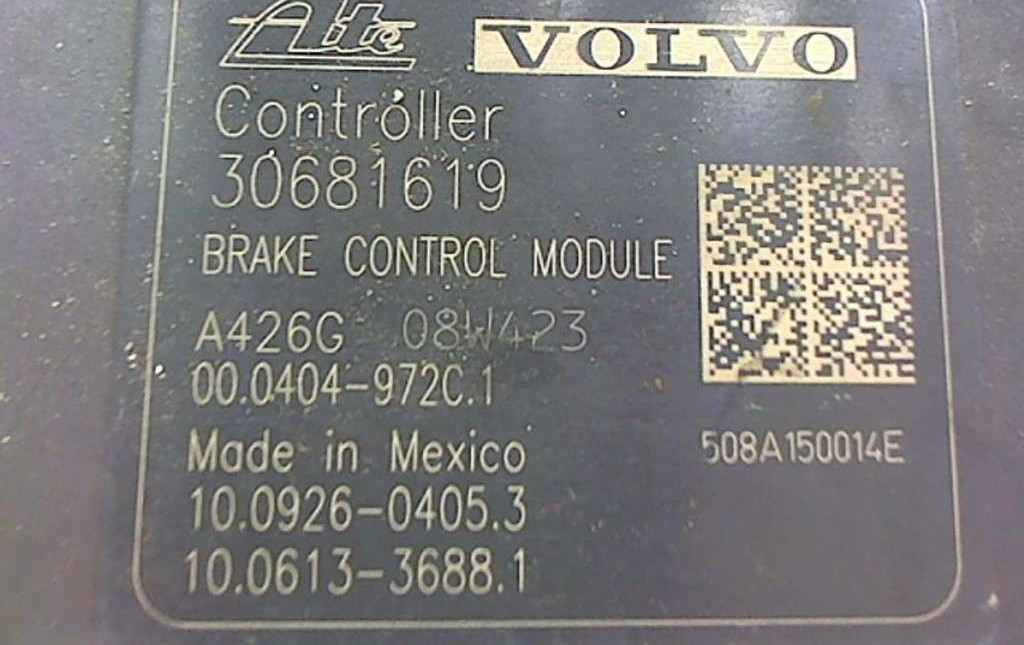 Ate VOLVO
Controller
30681619
BRAKE CONTROL MODULE
A426G 08W423
00.0404-972C.1
Made in Mexico
508A150014E
10.0926-0405.3
10.0613-3688.1